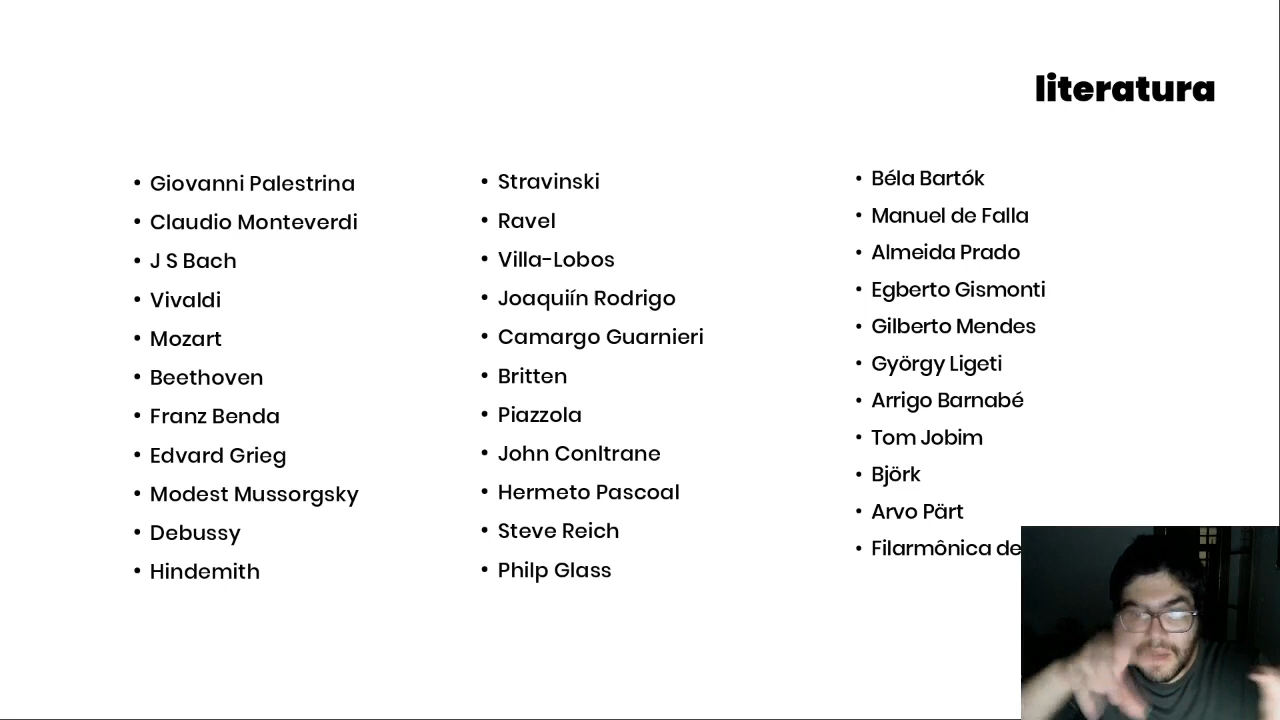 literatura
Giovanni Palestrina
Claudio Monteverdi
J S Bach
Vivaldi
Mozart
Beethoven
Franz Benda
Edvard Grieg
Modest Mussorgsky
Debussy
Hindemith
Stravinski
Ravel
Villa-Lobos
Joaquiín Rodrigo
Camargo Guarnieri
Britten
Piazzola
John Conltrane
Hermeto Pascoal
Steve Reich
Philp Glass
Béla Bartók
Manuel de Falla
Almeida Prado
Egberto Gismonti
Gilberto Mendes
György Ligeti
Arrigo Barnabé
Tom Jobim
Björk
Arvo Pärt
Filarmônica de